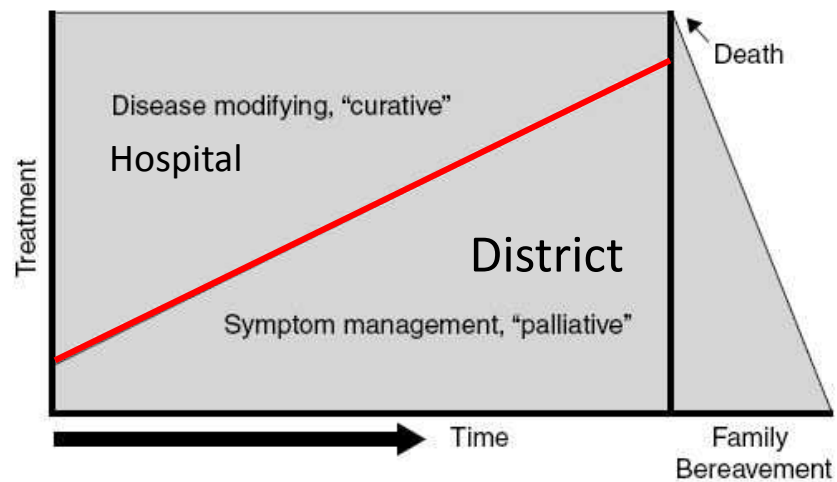 Death
Disease modifying, “curative”
Hospital
Treatment
District
Symptom management, “palliative”
Time
Family
Bereavement